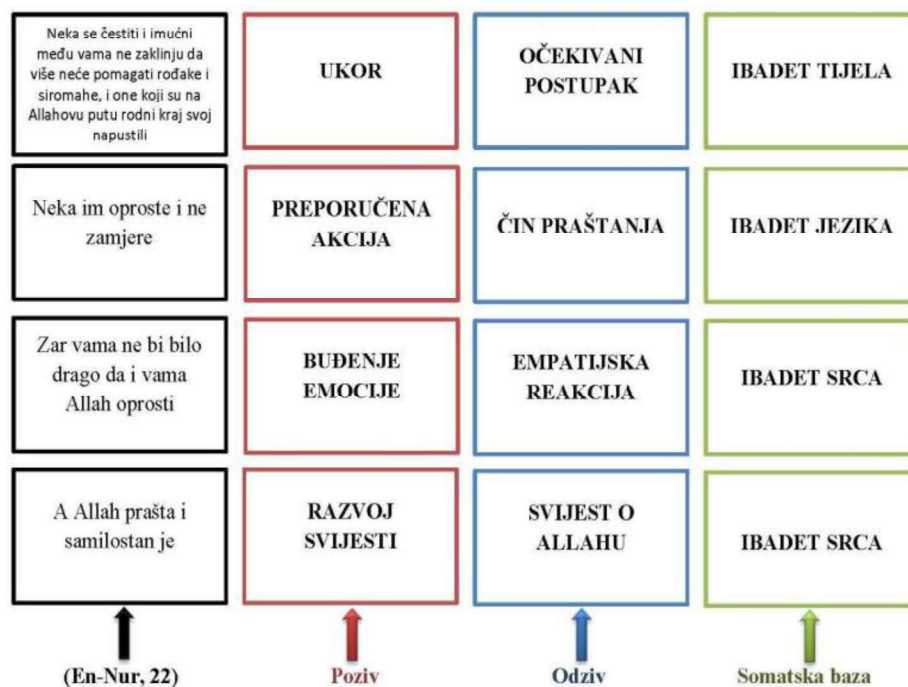 Neka se čestiti i imućni
među vama ne zaklinju da
više neće pomagati rođake i
siromahe, i one koji su na
Allahovu putu rodni kraj svoj
napustili
UKOR
OČEKIVANI
POSTUPAK
IBADET TIJELA
Neka im oproste i ne
zamjere
PREPORUČENA
AKCIJA
ČIN PRAŠTANJA
IBADET JEZIKA
Zar vama ne bi bilo
drago da i vama
Allah oprosti
BUĐENJE
EMOCIJE
EMPATIJSKA
REAKCIJA
IBADET SRCA
A Allah prašta i
samilostan je
RAZVOJ
SVIJESTI
SVIJEST O
ALLAHU
IBADET SRCA
(En-Nur, 22)
Poziv
Odziv
Somatska baza